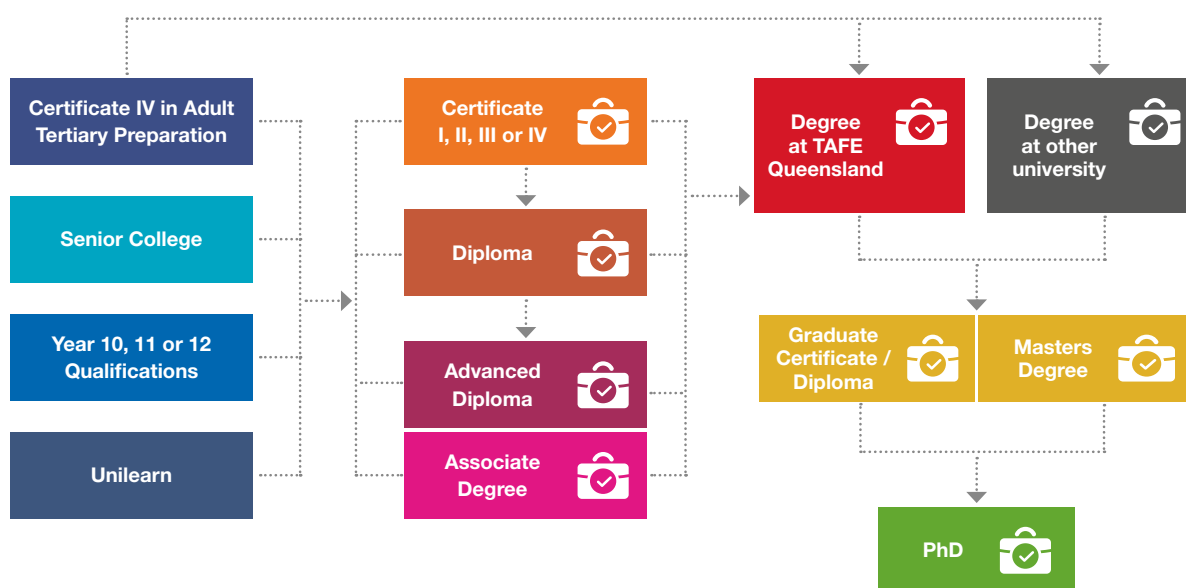 Certificate IV in Adult
Tertiary Preparation
Senior College
Year 10, 11 or 12
Qualifications
Unilearn
Certificate
I, II, III or IV
Diploma
Advanced
Diploma
Associate
Degree
Degree
at TAFE
Queensland
Degree
at other
university
Graduate
Certificate /
Diploma
Masters
Degree
PhD